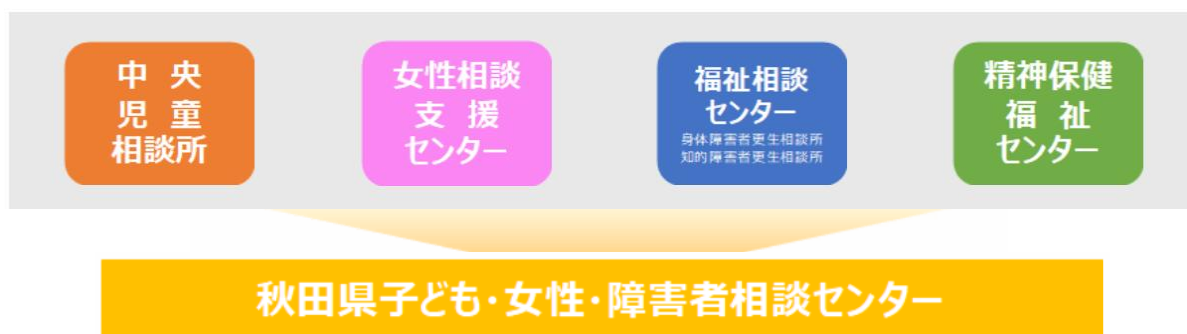 中央
児童
相談所
女性相談
支援
センター
福祉相談
センター
身体障害者更生相談所
知的障害者更生相談所
精神保健
福祉
センター
秋田県子ども・女性・障害者相談センター